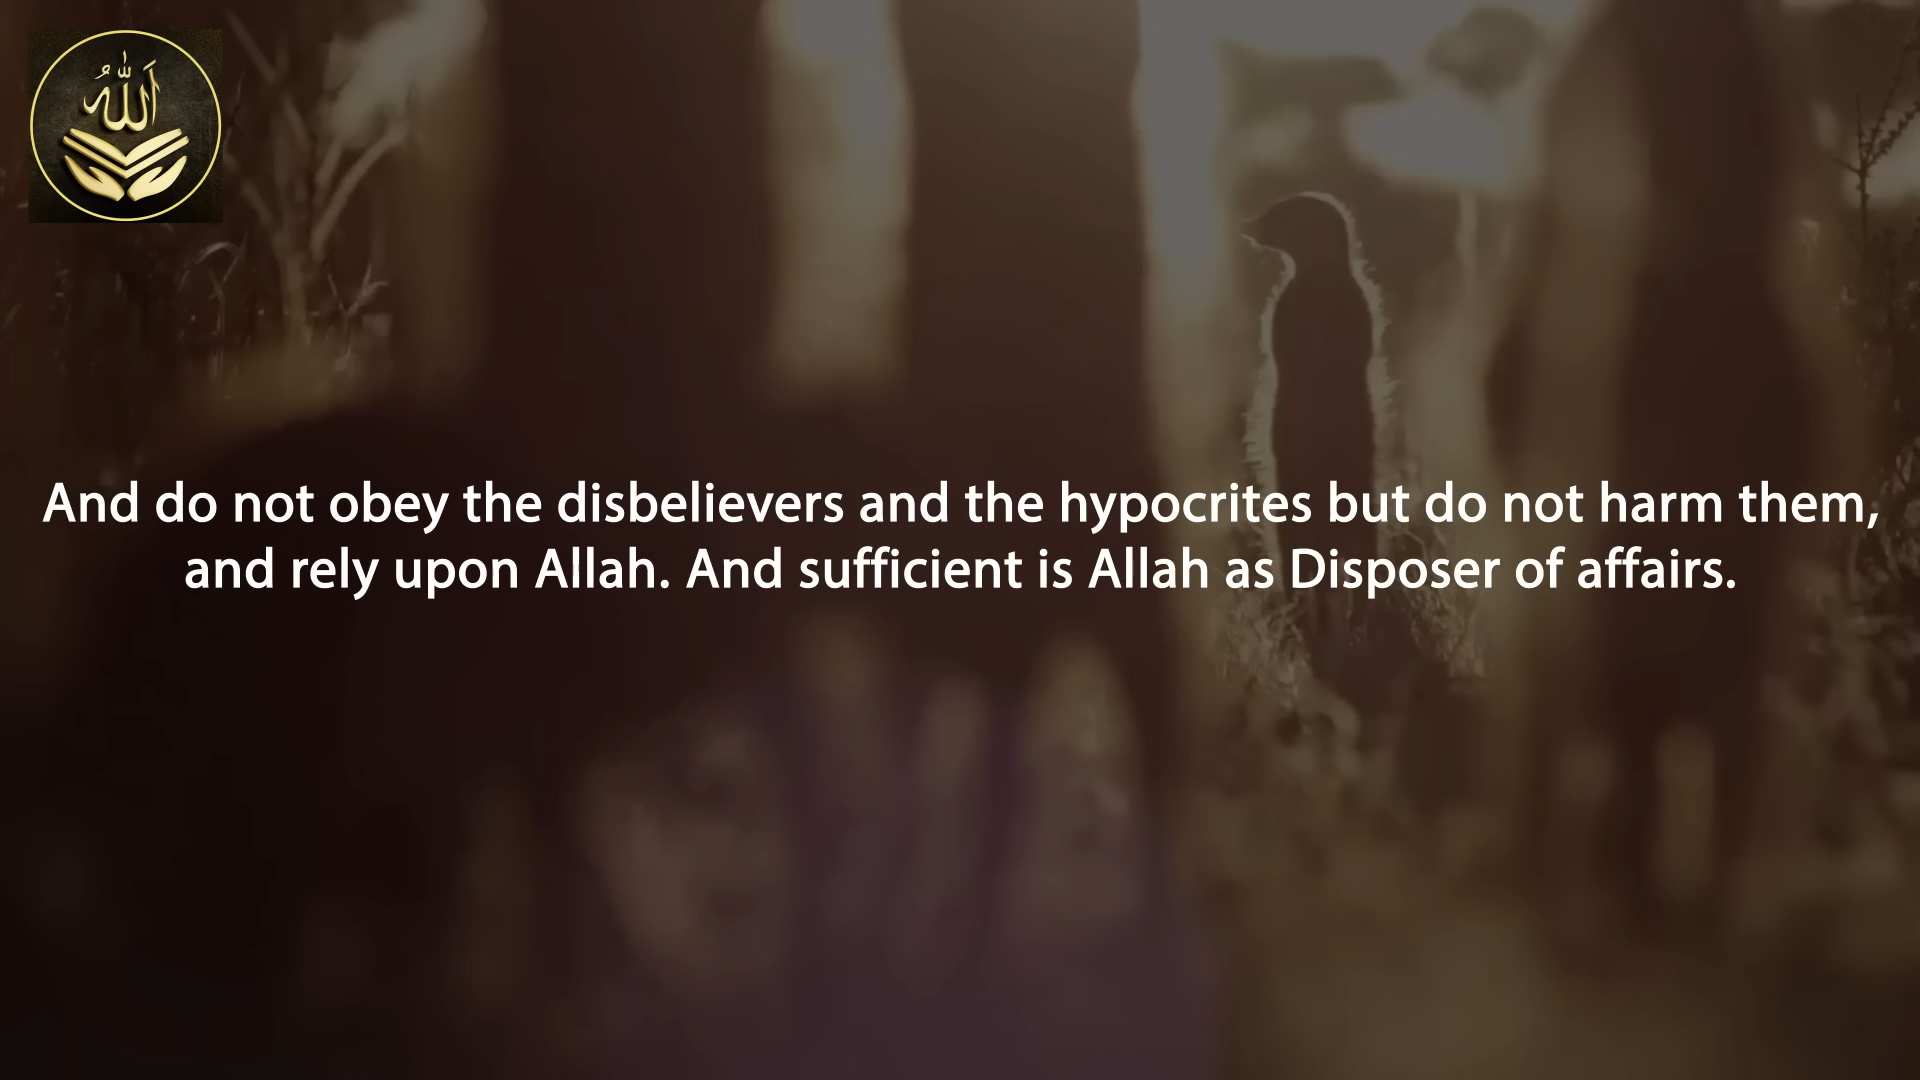 الله
And do not obey the disbelievers and the hypocrites but do not harm them,
and rely upon Allah. And sufficient is Allah as Disposer of affairs.